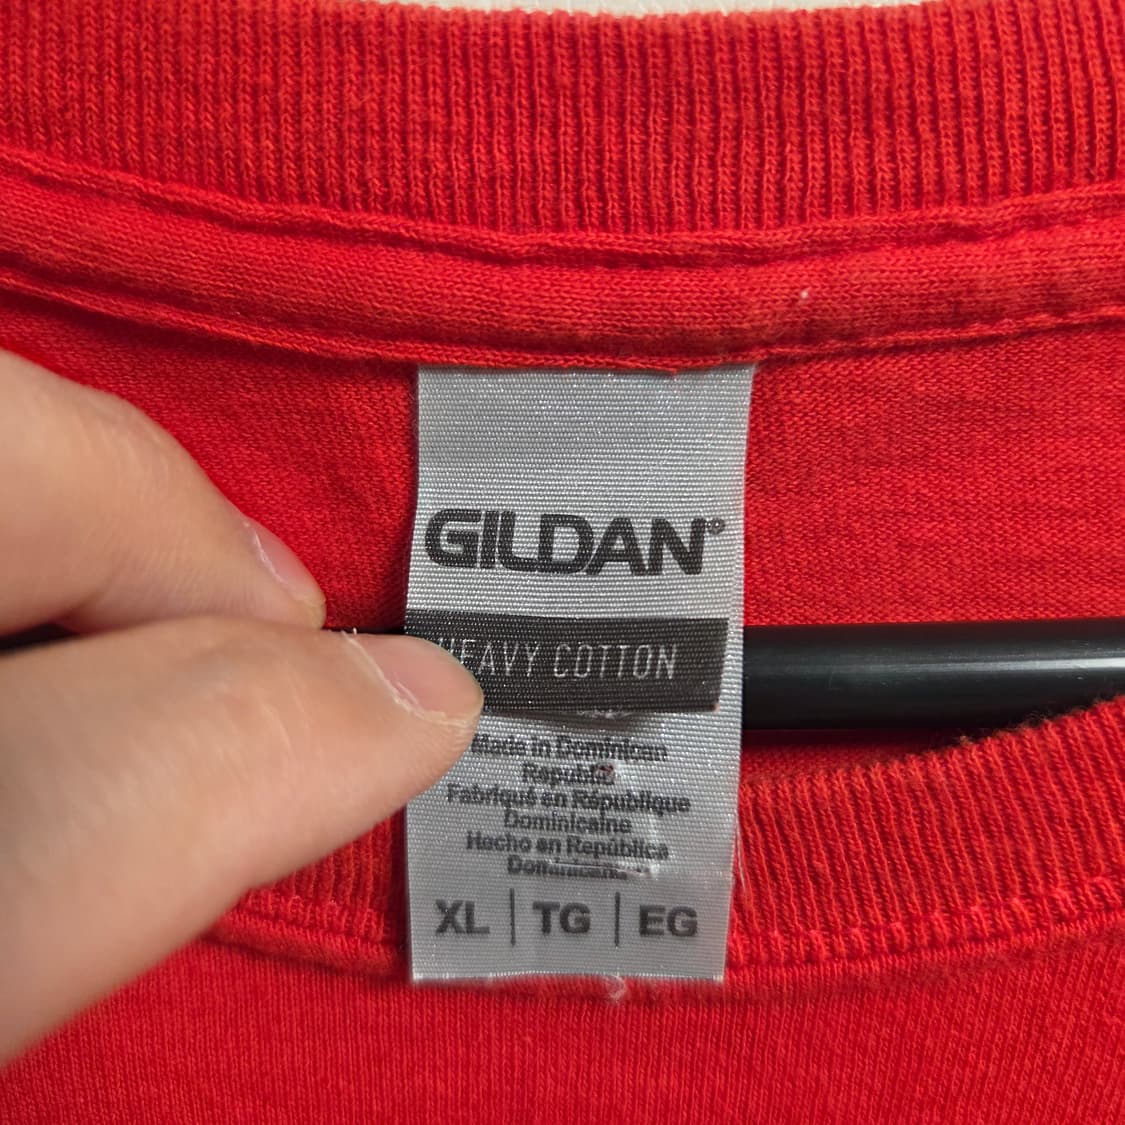 GILDAN®
HEAVY COTTON
Made in Dominican
Republic
Fabriqué en République
Dominicaine
Hecho en República
Dominicana
XL | TG | EG